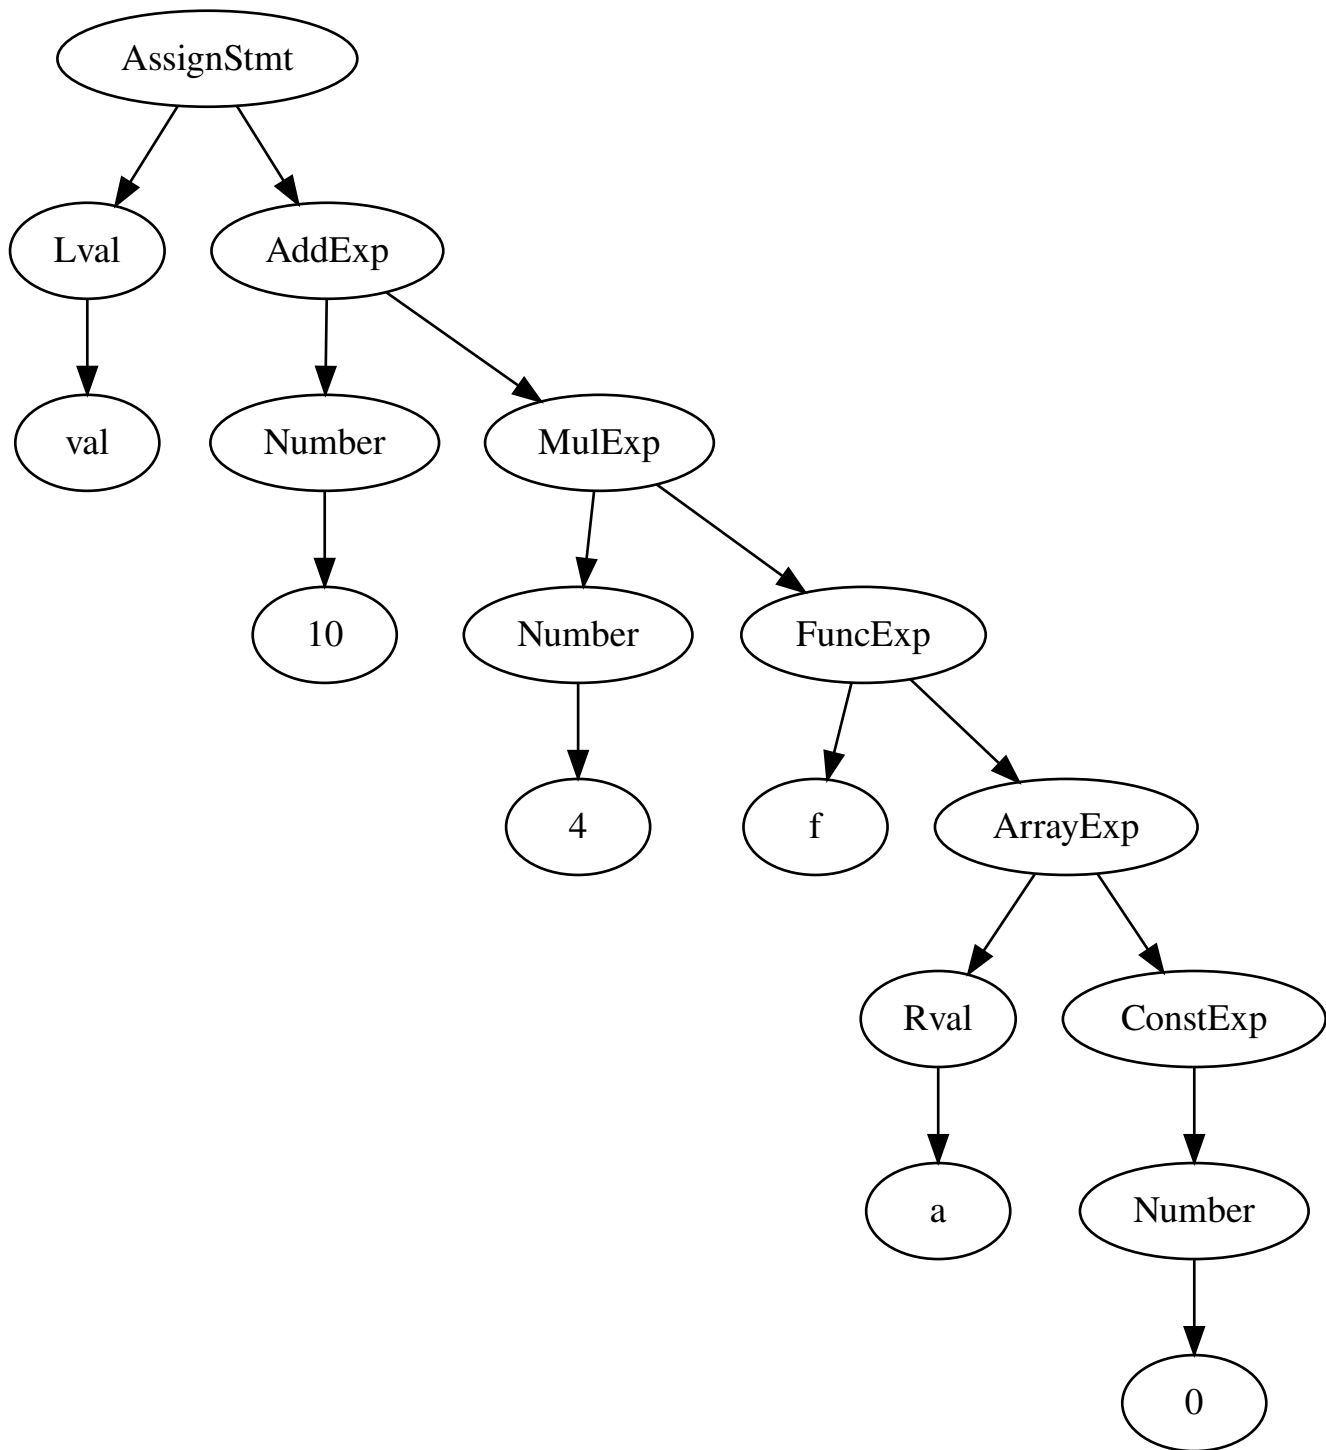 AssignStmt
Lval
AddExp
val
Number
MulExp
10
Number
FuncExp
4
f
ArrayExp
Rval
ConstExp
a
Number
0